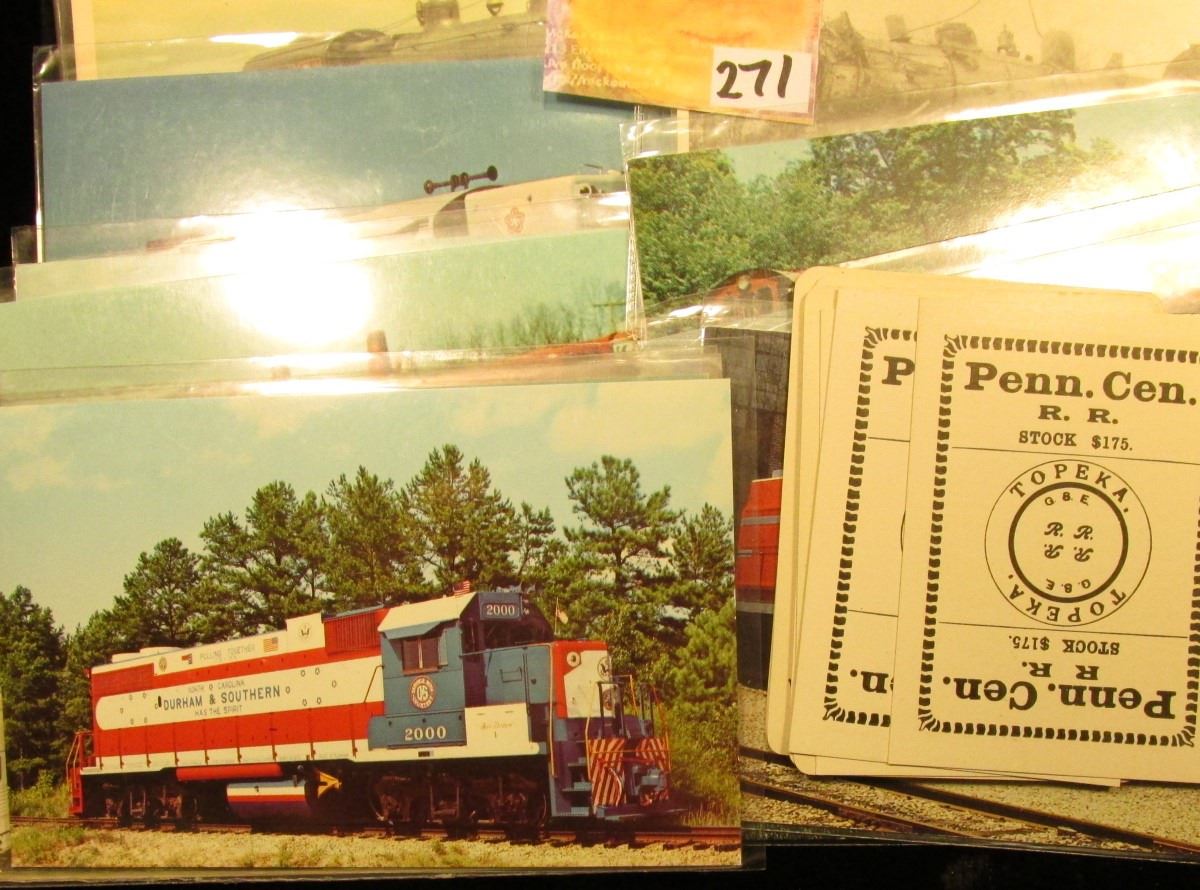 271
Penn. Cen.
R. R.
STOCK $175.
TOPEKA,
G. & E.
R. R.
R. R.
G. & E.
TOPEKA,
STOCK $175.
R R.
Penn. Cen.
P
n.
2000
PULLING TOGETHER
NORTH CAROLINA
DURHAM & SOUTHERN
HAS THE SPIRIT
D&S
2000